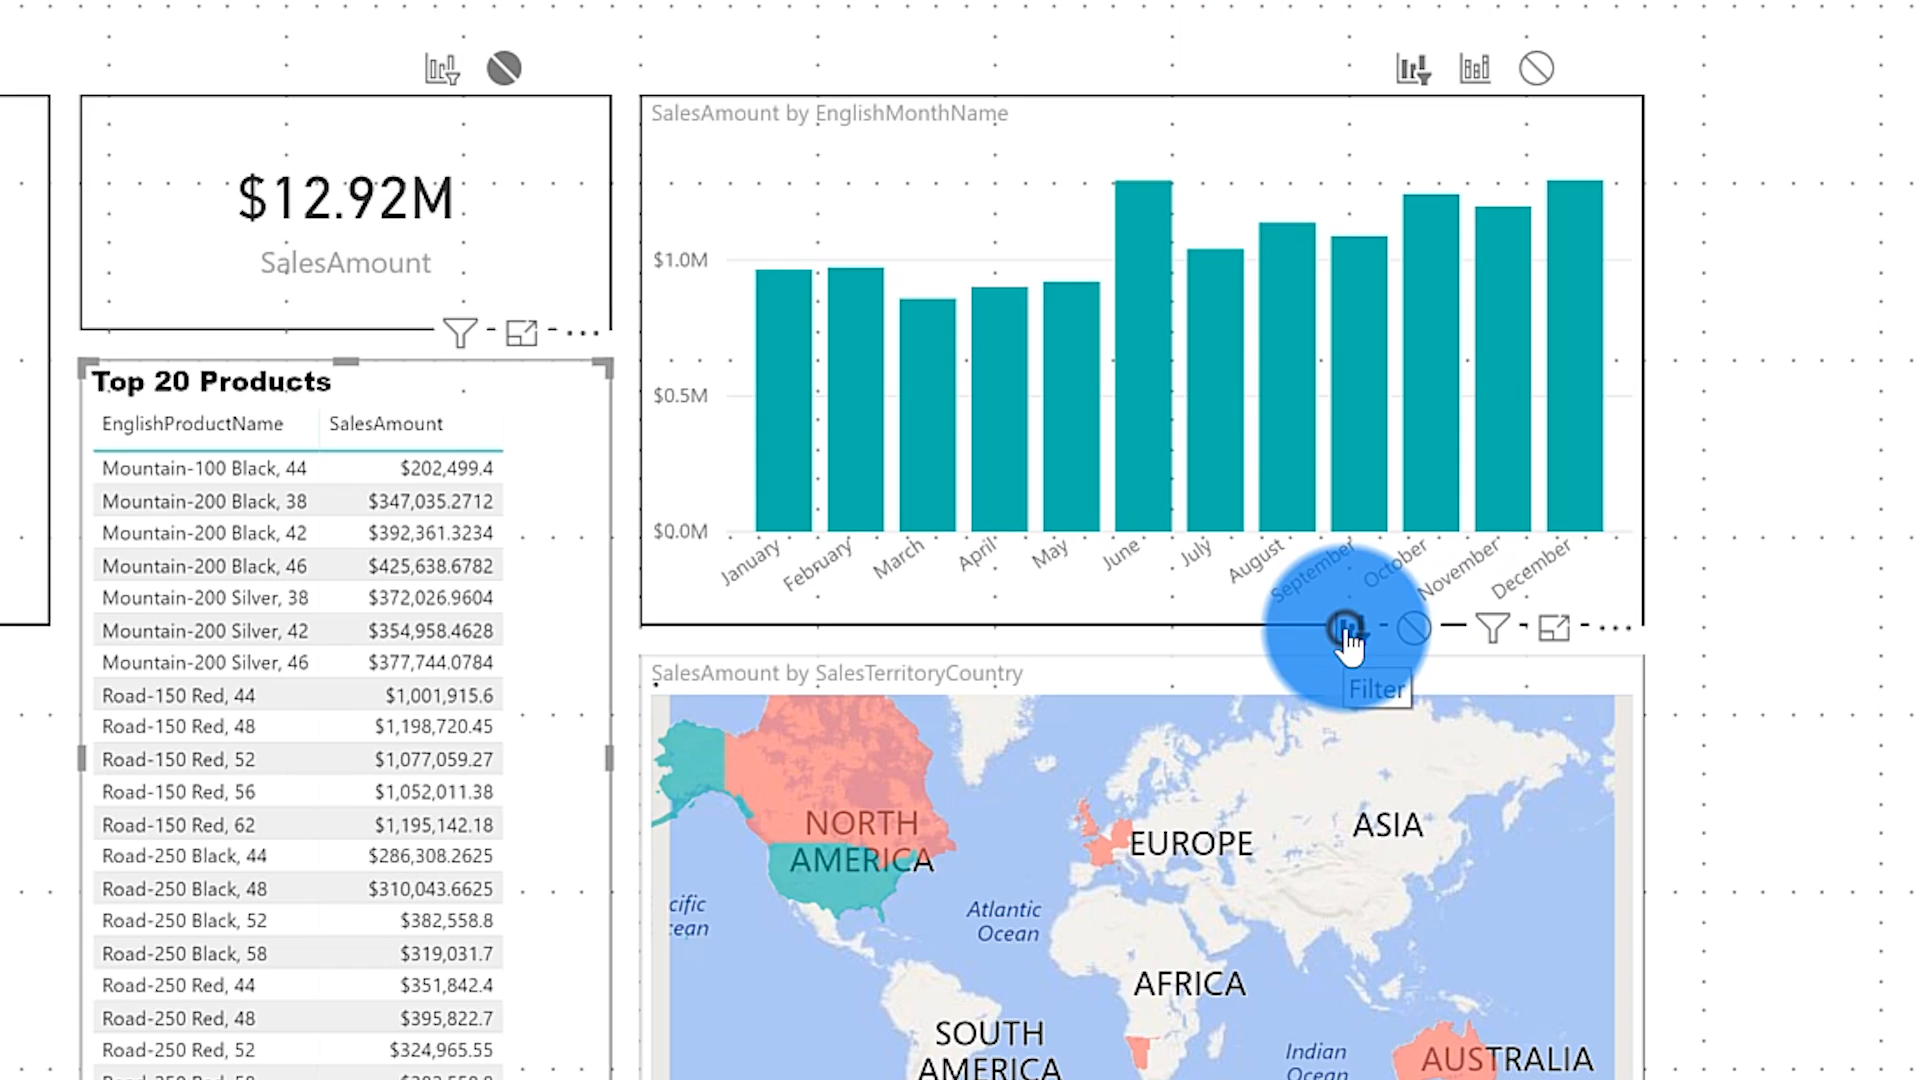 $12.92M
SalesAmount
Top 20 Products
EnglishProductName SalesAmount
Mountain-100 Black, 44 $202,499.4
Mountain-200 Black, 38 $347,035.2712
Mountain-200 Black, 42 $392,361.3234
Mountain-200 Black, 46 $425,638.6782
Mountain-200 Silver, 38 $372,026.9604
Mountain-200 Silver, 42 $354,958.4628
Mountain-200 Silver, 46 $377,744.0784
Road-150 Red, 44 $1,001,915.6
Road-150 Red, 48 $1,198,720.45
Road-150 Red, 52 $1,077,059.27
Road-150 Red, 56 $1,052,011.38
Road-150 Red, 62 $1,195,142.18
Road-250 Black, 44 $286,308.2625
Road-250 Black, 48 $310,043.6625
Road-250 Black, 52 $382,558.8
Road-250 Black, 58 $319,031.7
Road-250 Red, 44 $351,842.4
Road-250 Red, 48 $395,822.7
Road-250 Red, 52 $324,965.55
SalesAmount by EnglishMonthName
$1.0M
$0.5M
$0.0M
January February March April May June July August September October November December
Filter
SalesAmount by SalesTerritoryCountry
NORTH
AMERICA
EUROPE
ASIA
cific
cean
Atlantic
Ocean
AFRICA
SOUTH
AMERICA
Indian
Ocean
AUSTRALIA